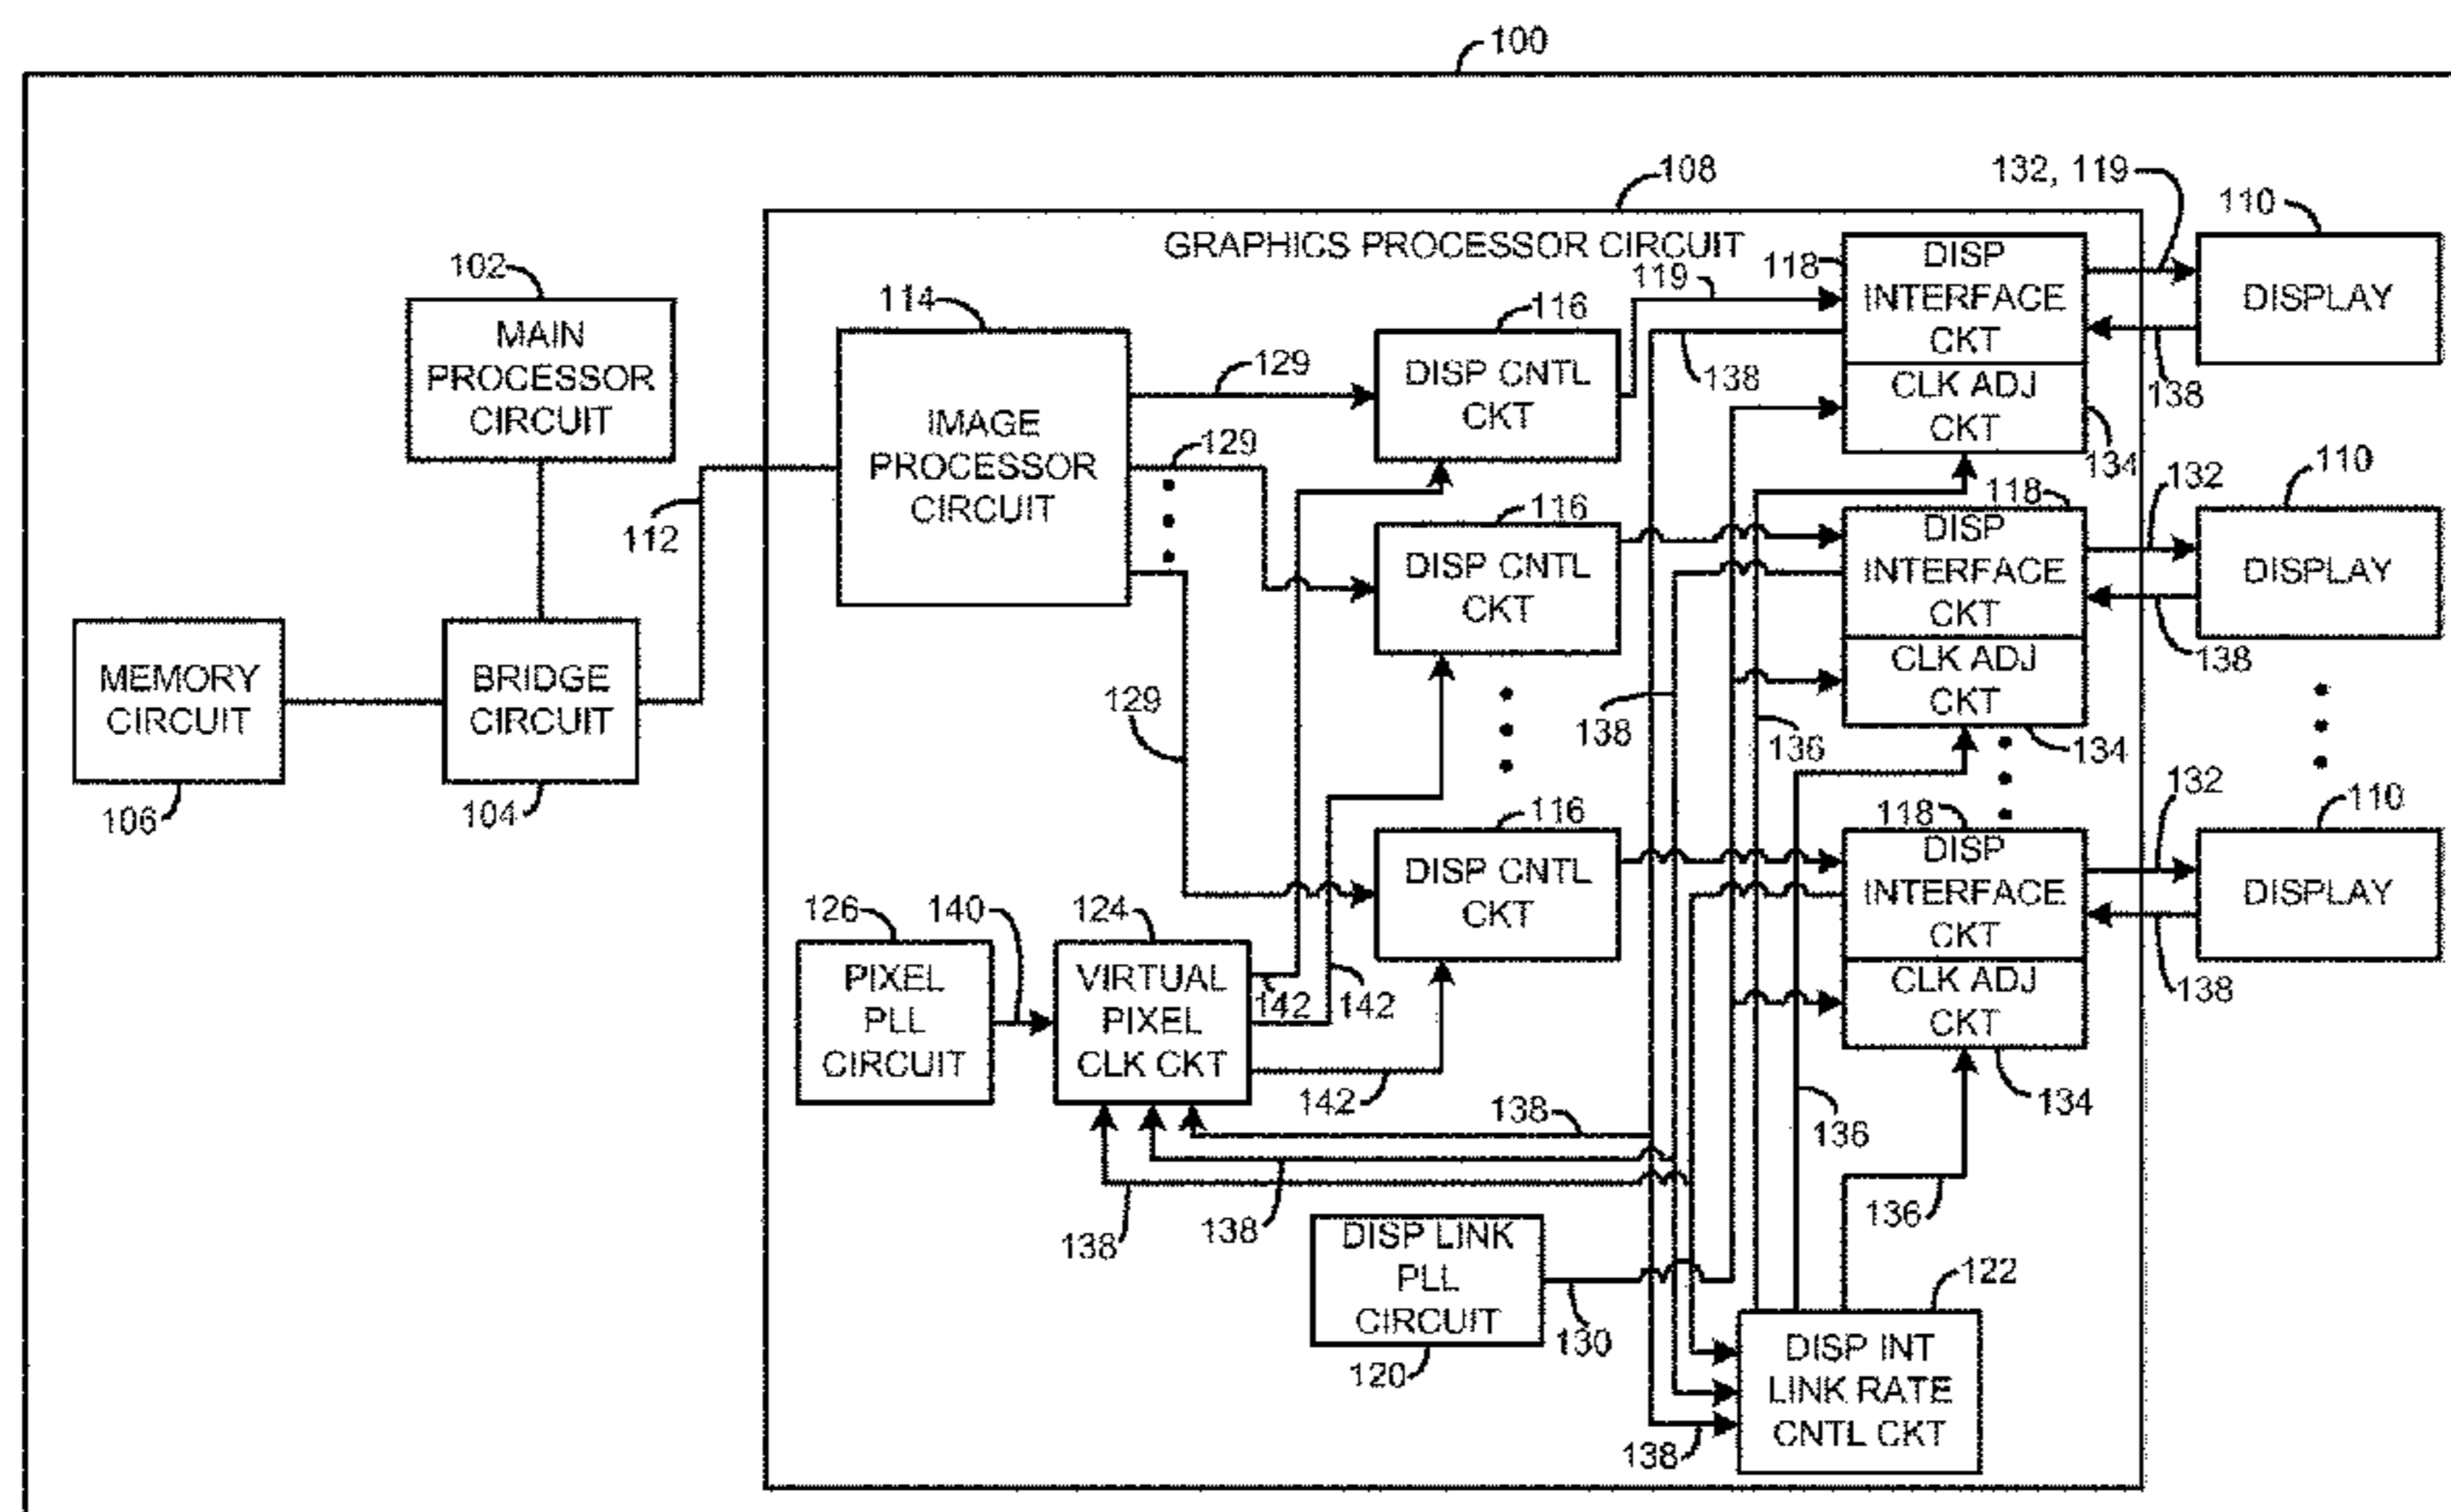 100
108
132, 119
110
GRAPHICS PROCESSOR CIRCUIT
102
MAIN
PROCESSOR
CIRCUIT
114
IMAGE
PROCESSOR
CIRCUIT
129
129
129
116
DISP CNTL
CKT
119
138
118
DISP
INTERFACE
CKT
CLK ADJ
CKT
134
DISPLAY
138
112
116
DISP CNTL
CKT
118
DISP
INTERFACE
CKT
CLK ADJ
CKT
134
132
110
DISPLAY
138
138
136
MEMORY
CIRCUIT
106
BRIDGE
CIRCUIT
104
116
DISP CNTL
CKT
118
DISP
INTERFACE
CKT
CLK ADJ
CKT
134
132
110
DISPLAY
138
126
PIXEL
PLL
CIRCUIT
140
124
VIRTUAL
PIXEL
CLK CKT
142
142
142
138
138
138
136
136
DISP LINK
PLL
CIRCUIT
120
130
122
DISP INT
LINK RATE
CNTL CKT
138